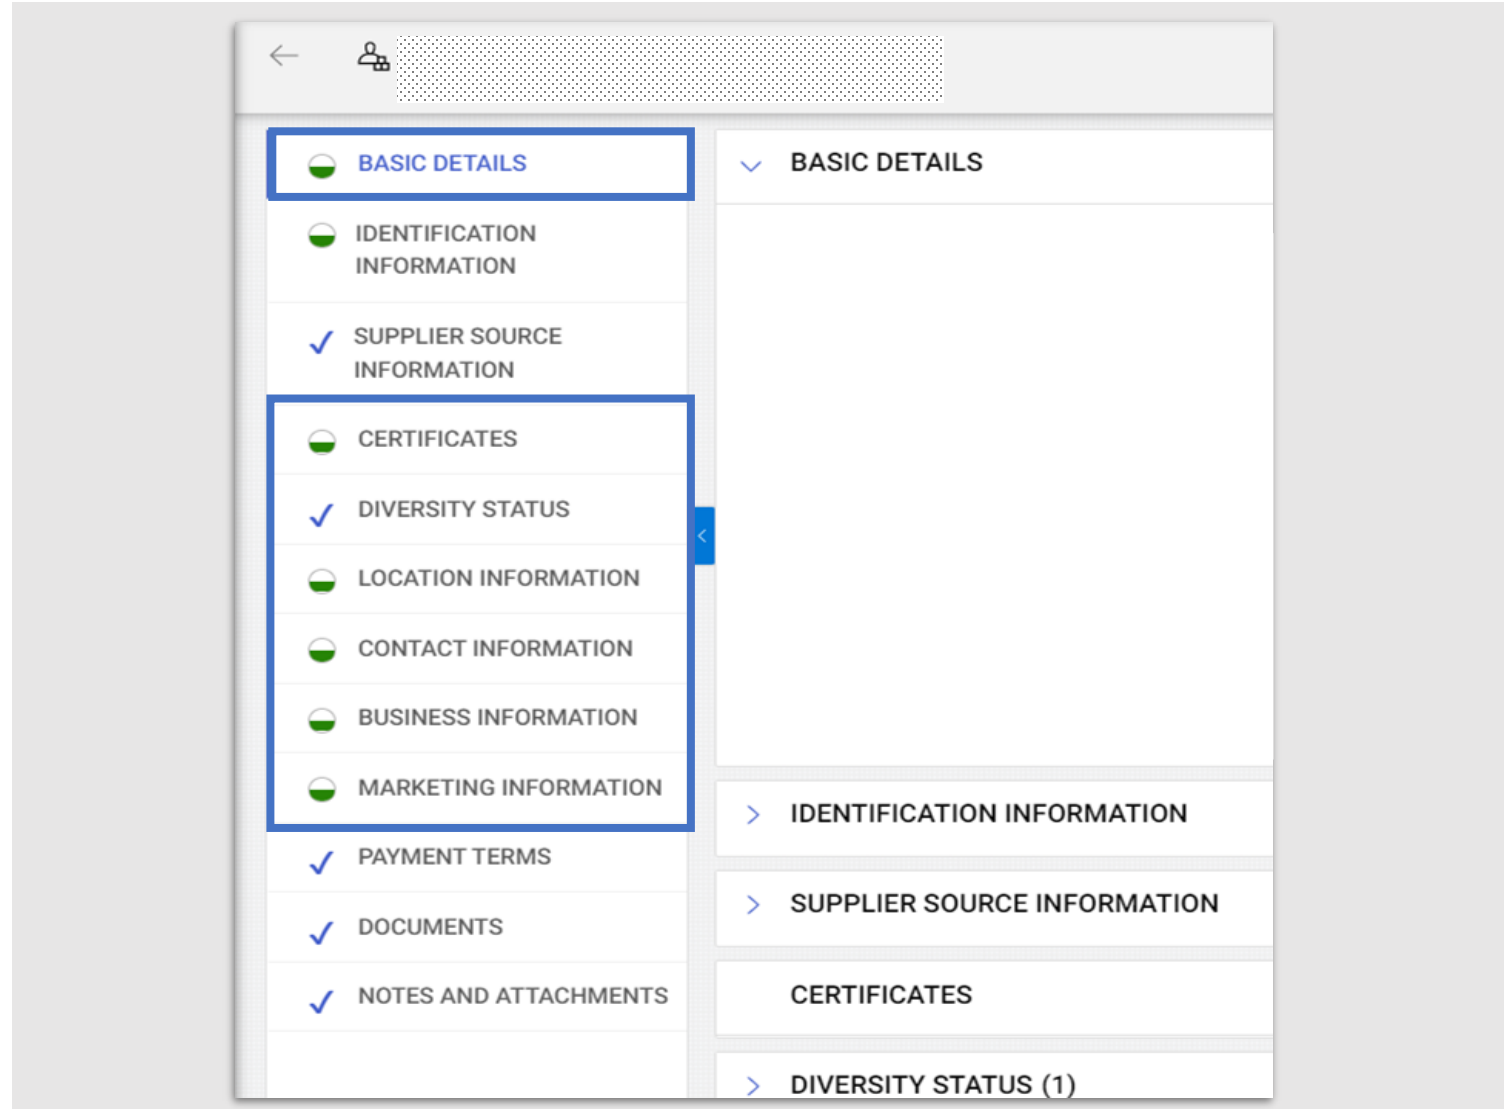 BASIC DETAILS
IDENTIFICATION
INFORMATION
SUPPLIER SOURCE
INFORMATION
CERTIFICATES
DIVERSITY STATUS
LOCATION INFORMATION
CONTACT INFORMATION
BUSINESS INFORMATION
MARKETING INFORMATION
PAYMENT TERMS
DOCUMENTS
NOTES AND ATTACHMENTS
BASIC DETAILS
IDENTIFICATION INFORMATION
SUPPLIER SOURCE INFORMATION
CERTIFICATES
DIVERSITY STATUS (1)